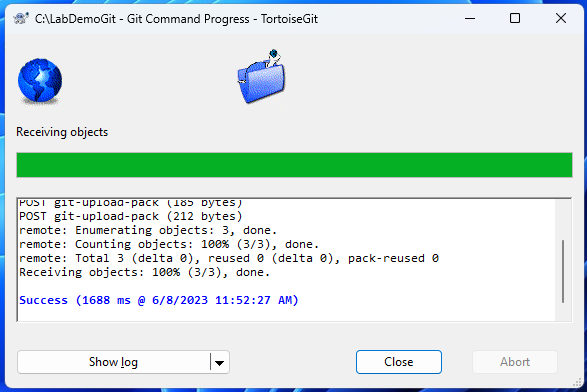 C:\LabDemoGit - Git Command Progress - TortoiseGit
Receiving objects
POST git-upload-pack (185 bytes)
POST git-upload-pack (212 bytes)
remote: Enumerating objects: 3, done.
remote: Counting objects: 100% (3/3), done.
remote: Total 3 (delta 0), reused 0 (delta 0), pack-reused 0
Receiving objects: 100% (3/3), done.
Success (1688 ms @ 6/8/2023 11:52:27 AM)
Show log
Close
Abort